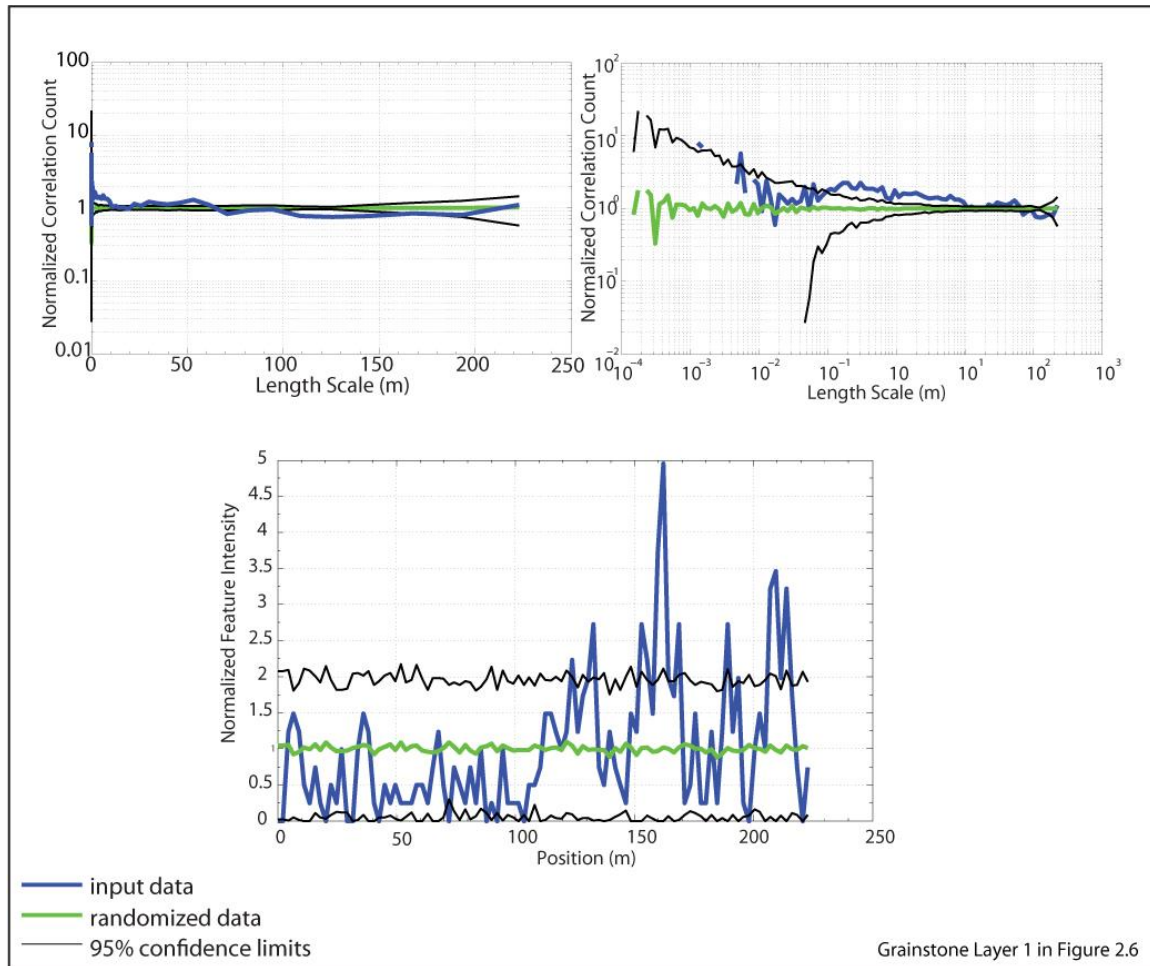 Normalized Correlation Count
100
10
1
0.1
0.01
0 50 100 150 200 250
Length Scale (m)
Normalized Correlation Count
10^2
10^1
10^0
10^1
10^-2
10^-4 10^-3 10^-2 10^-1 10^0 10^1 10^2 10^3
Length Scale (m)
Normalized Feature Intensity
5
4.5
4
3.5
3
2.5
2
1.5
1
0.5
0
0 50 100 150 200 250
Position (m)
input data
randomized data
95% confidence limits
Grainstone Layer 1 in Figure 2.6